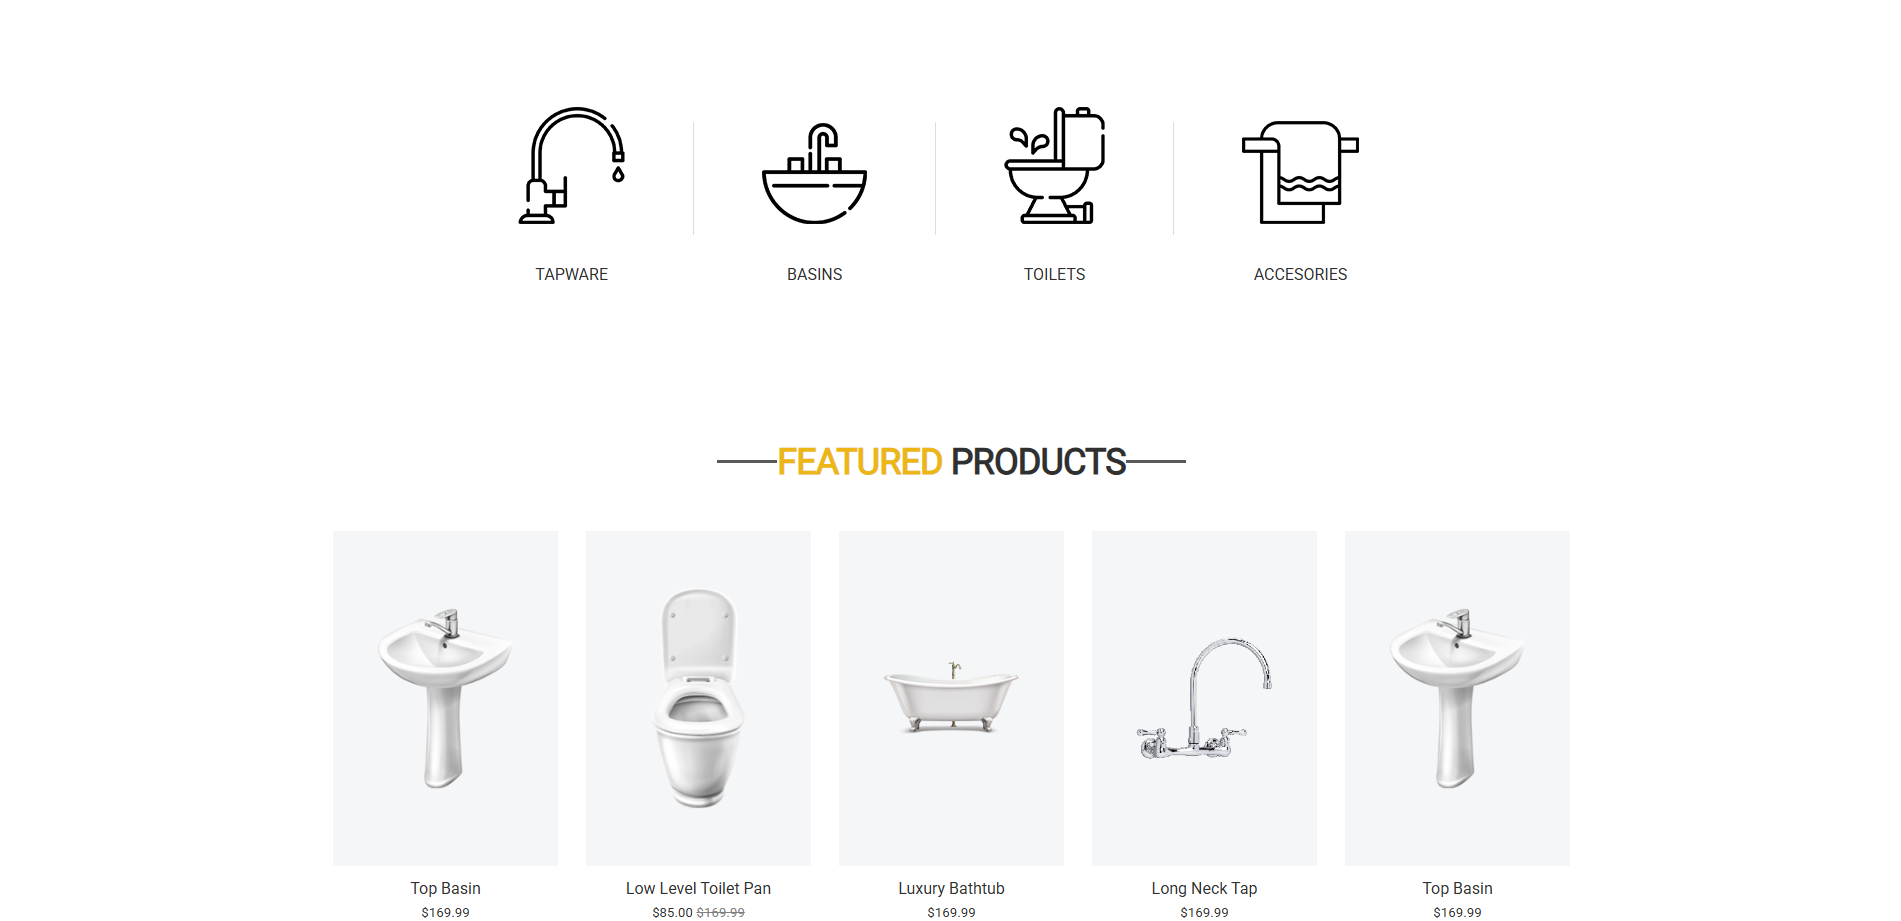 TAPWARE BASINS TOILETS ACCESORIES
FEATURED PRODUCTS
Top Basin Low Level Toilet Pan Luxury Bathtub Long Neck Tap Top Basin
$169.99 $85.00 $169.99 $169.99 $169.99 $169.99